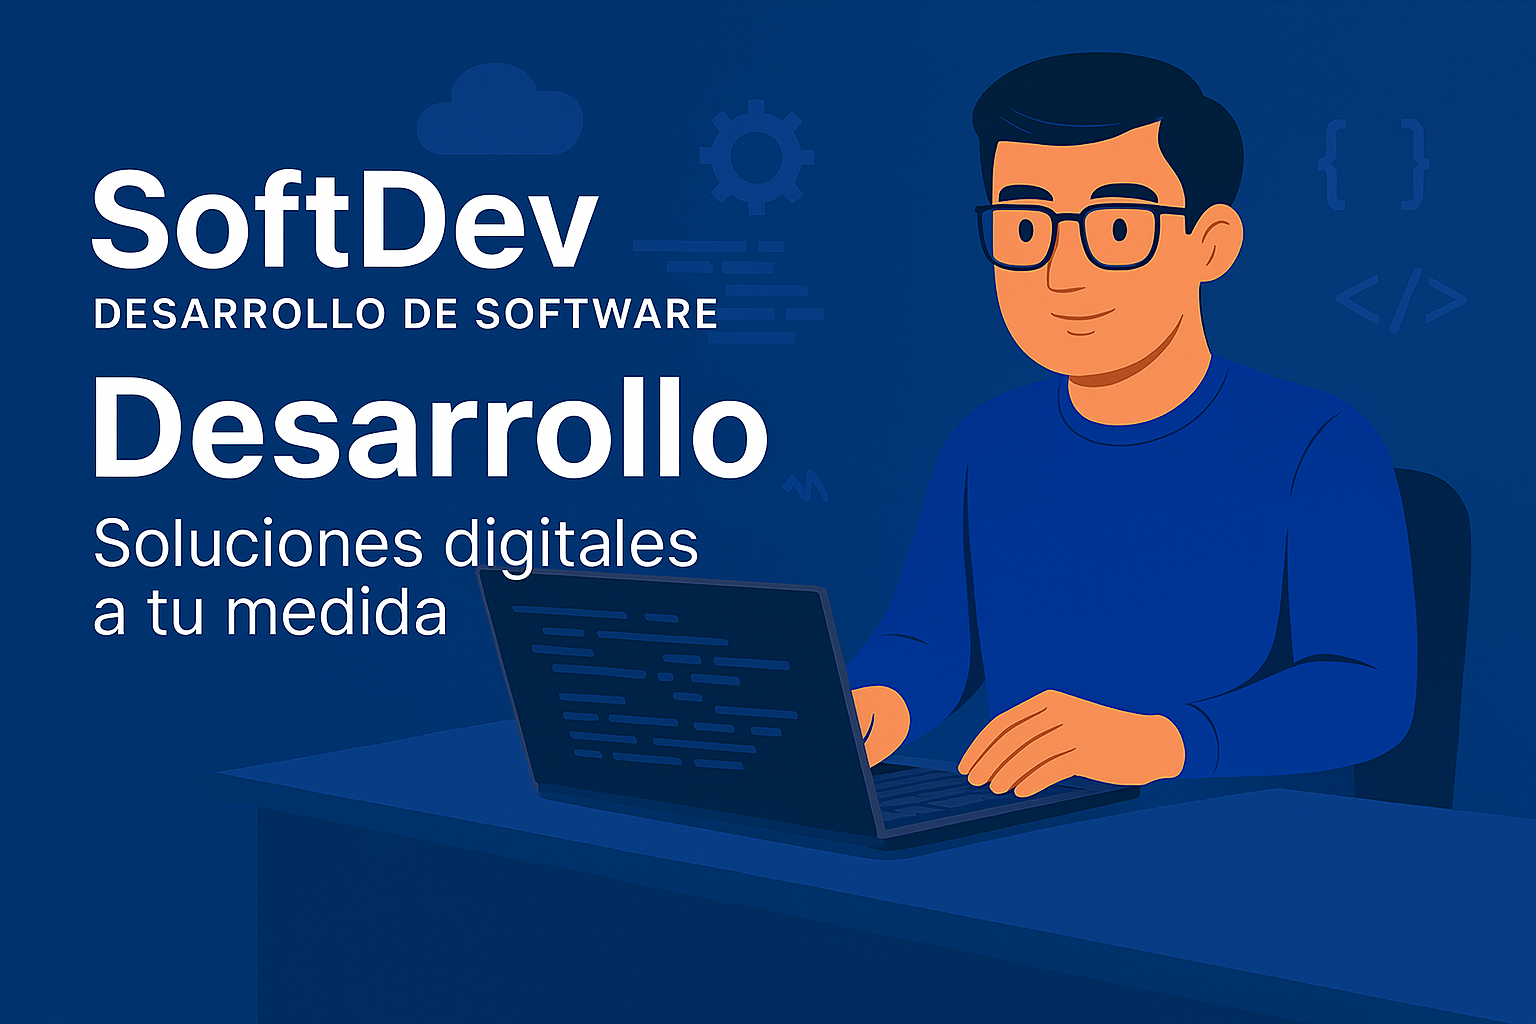 SoftDev
DESARROLLO DE SOFTWARE
Desarrollo
Soluciones digitales
a tu medida
{ }
</>